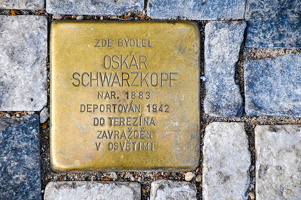 ZDE BYDLEL
OSKAR
SCHWARZKOPF
NAR. 1883
DEPORTOVÁN 1942
DO TEREZÍNA
ZAVRAŽDĚN
V OSVĚTIMI